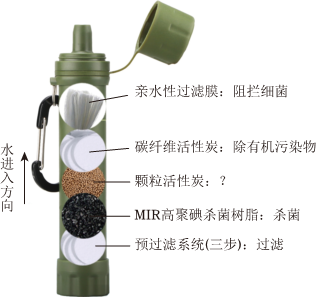 亲水性过滤膜：阻拦细菌
碳纤维活性炭：除有机污染物
颗粒活性炭：？
MIR高聚碘杀菌树脂：杀菌
预过滤系统(三步)：过滤
水进入方向